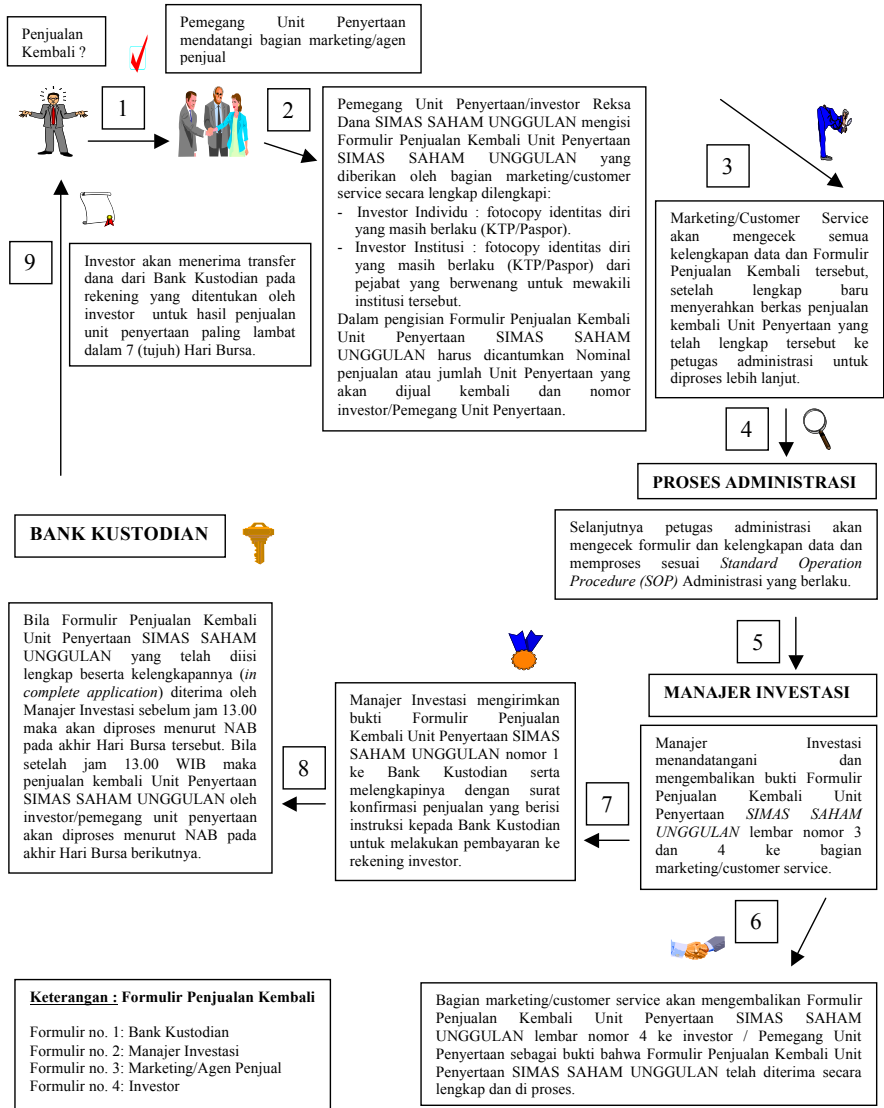 Penjualan
Kembali ?
Pemegang Unit Penyertaan
mendatangi bagian marketing/agen
penjual
1
2
Pemegang Unit Penyertaan/investor Reksa
Dana SIMAS SAHAM UNGGULAN mengisi
Formulir Penjualan Kembali Unit Penyertaan
SIMAS SAHAM UNGGULAN yang
diberikan oleh bagian marketing/customer
service secara lengkap dilengkapi:
- Investor Individu : fotocopy identitas diri
yang masih berlaku (KTP/Paspor).
- Investor Institusi : fotocopy identitas diri
yang masih berlaku (KTP/Paspor) dari
pejabat yang berwenang untuk mewakili
institusi tersebut.
Dalam pengisian Formulir Penjualan Kembali
Unit Penyertaan SIMAS SAHAM
UNGGULAN harus dicantumkan Nominal
penjualan atau jumlah Unit Penyertaan yang
akan dijual kembali dan nomor
investor/Pemegang Unit Penyertaan.
3
Marketing/Customer Service
akan mengecek semua
kelengkapan data dan Formulir
Penjualan Kembali tersebut,
setelah lengkap baru
menyerahkan berkas penjualan
kembali Unit Penyertaan yang
telah lengkap tersebut ke
petugas administrasi untuk
diproses lebih lanjut.
4
PROSES ADMINISTRASI
Selanjutnya petugas administrasi akan
mengecek formulir dan kelengkapan data dan
memproses sesuai Standard Operation
Procedure (SOP) Administrasi yang berlaku.
5
MANAJER INVESTASI
Manajer Investasi
menandatangani dan
mengembalikan bukti Formulir
Penjualan Kembali Unit
Penyertaan SIMAS SAHAM
UNGGULAN lembar nomor 3
dan 4 ke bagian
marketing/customer service.
6
Bagian marketing/customer service akan mengembalikan Formulir
Penjualan Kembali Unit Penyertaan SIMAS SAHAM
UNGGULAN lembar nomor 4 ke investor / Pemegang Unit
Penyertaan sebagai bukti bahwa Formulir Penjualan Kembali Unit
Penyertaan SIMAS SAHAM UNGGULAN telah diterima secara
lengkap dan di proses.
7
Manajer Investasi mengirimkan
bukti Formulir Penjualan
Kembali Unit Penyertaan SIMAS
SAHAM UNGGULAN nomor 1
ke Bank Kustodian serta
melengkapinya dengan surat
konfirmasi penjualan yang berisi
instruksi kepada Bank Kustodian
untuk melakukan pembayaran ke
rekening investor.
8
BANK KUSTODIAN
Bila Formulir Penjualan Kembali
Unit Penyertaan SIMAS SAHAM
UNGGULAN yang telah diisi
lengkap beserta kelengkapannya (in
complete application) diterima oleh
Manajer Investasi sebelum jam 13.00
maka akan diproses menurut NAB
pada akhir Hari Bursa tersebut. Bila
setelah jam 13.00 WIB maka
penjualan kembali Unit Penyertaan
SIMAS SAHAM UNGGULAN oleh
investor/pemegang unit penyertaan
akan diproses menurut NAB pada
akhir Hari Bursa berikutnya.
9
Investor akan menerima transfer
dana dari Bank Kustodian pada
rekening yang ditentukan oleh
investor untuk hasil penjualan
unit penyertaan paling lambat
dalam 7 (tujuh) Hari Bursa.
Keterangan : Formulir Penjualan Kembali
Formulir no. 1: Bank Kustodian
Formulir no. 2: Manajer Investasi
Formulir no. 3: Marketing/Agen Penjual
Formulir no. 4: Investor